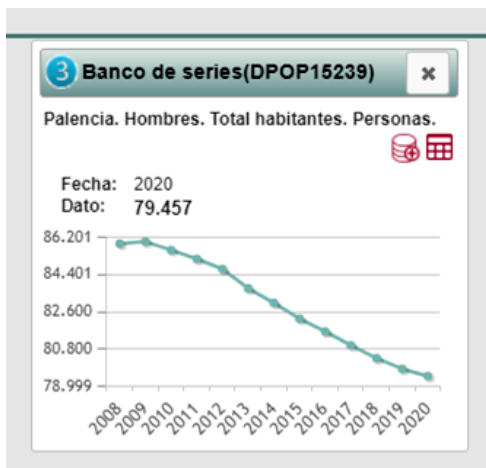 3 Banco de series(DPOP15239) ×
Palencia. Hombres. Total habitantes. Personas.
Fecha: 2020
Dato: 79.457
86.201
84.401
82.600
80.800
78.999
2008 2009 2010 2011 2012 2013 2014 2015 2016 2017 2018 2019 2020